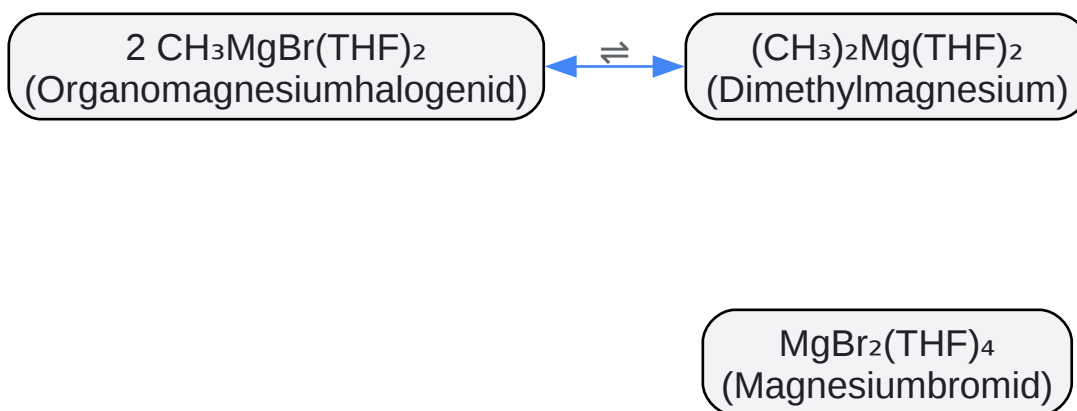 2 CH₃MgBr(THF)₂
(Organomagnesiumhalogenid)
⇌
(CH₃)₂Mg(THF)₂
(Dimethylmagnesium)
MgBr₂(THF)₄
(Magnesiumbromid)